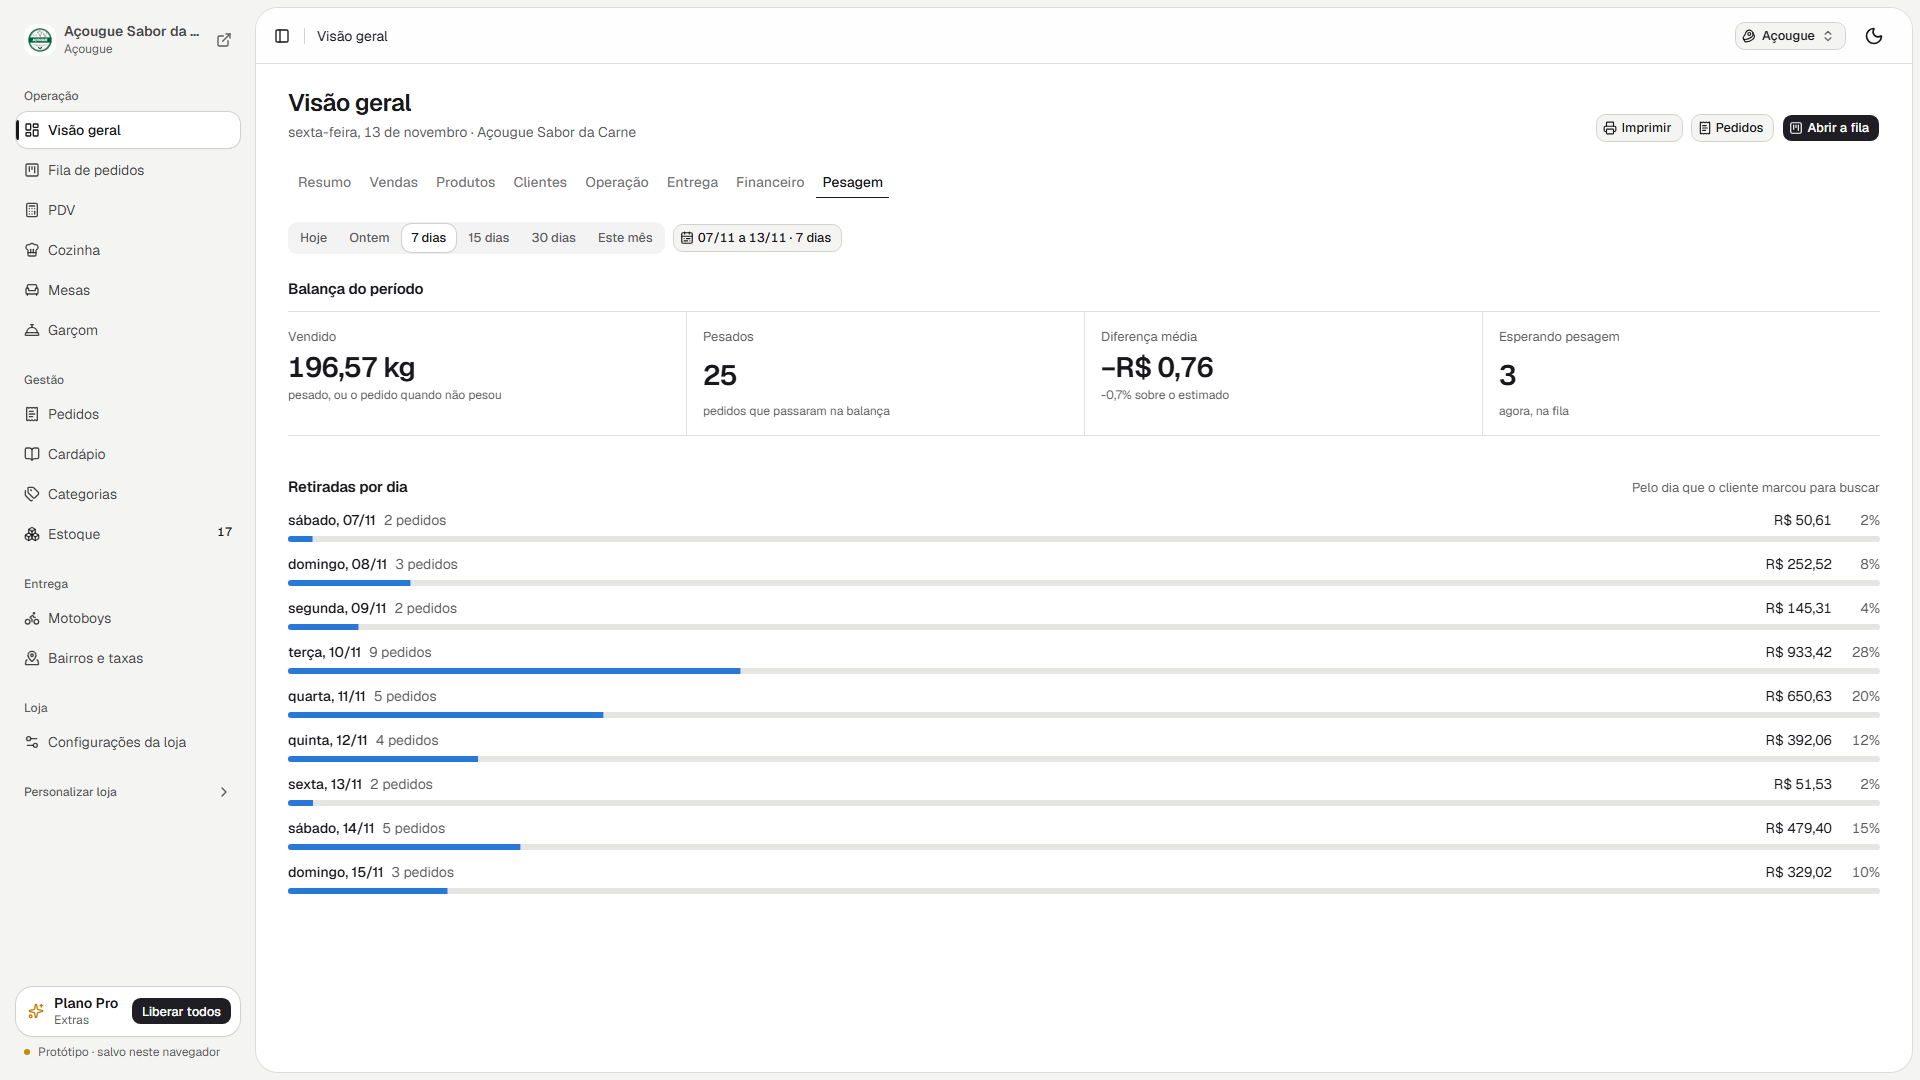 Açougue Sabor da ...
Açougue
Operação
Visão geral
Fila de pedidos
PDV
Cozinha
Mesas
Garçom
Gestão
Pedidos
Cardápio
Categorias
Estoque 17
Entrega
Motoboys
Bairros e taxas
Loja
Configurações da loja
Personalizar loja
Plano Pro
Extras
Liberar todos
Protótipo · salvo neste navegador
Visão geral
Açougue
Visão geral
sexta-feira, 13 de novembro · Açougue Sabor da Carne
Imprimir Pedidos Abrir a fila
Resumo Vendas Produtos Clientes Operação Entrega Financeiro Pesagem
Hoje Ontem 7 dias 15 dias 30 dias Este mês 07/11 a 13/11 · 7 dias
Balança do período
Vendido
196,57 kg
pesado, ou o pedido quando não pesou
Pesados
25
pedidos que passaram na balança
Diferença média
−R$ 0,76
-0,7% sobre o estimado
Esperando pesagem
3
agora, na fila
Retiradas por dia Pelo dia que o cliente marcou para buscar
sábado, 07/11 2 pedidos R$ 50,61 2%
domingo, 08/11 3 pedidos R$ 252,52 8%
segunda, 09/11 2 pedidos R$ 145,31 4%
terça, 10/11 9 pedidos R$ 933,42 28%
quarta, 11/11 5 pedidos R$ 650,63 20%
quinta, 12/11 4 pedidos R$ 392,06 12%
sexta, 13/11 2 pedidos R$ 51,53 2%
sábado, 14/11 5 pedidos R$ 479,40 15%
domingo, 15/11 3 pedidos R$ 329,02 10%